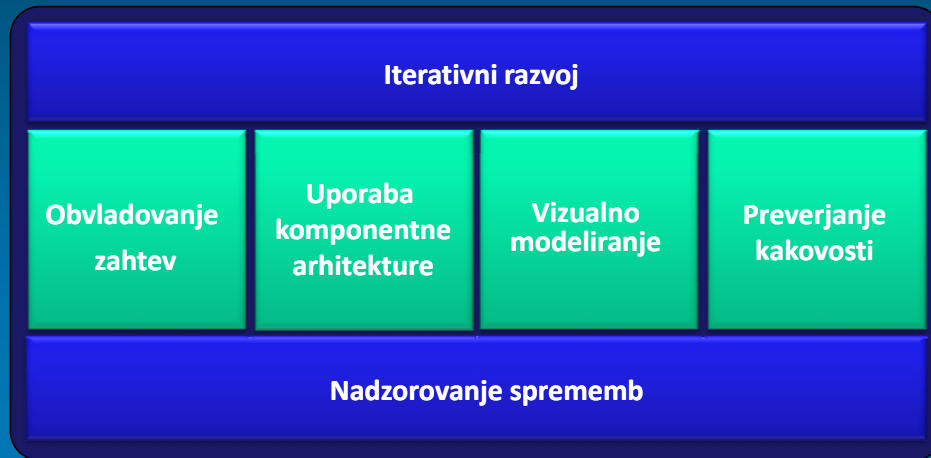 Iterativni razvoj
Obvladovanje
zahtev
Uporaba
komponentne
arhitekture
Vizualno
modeliranje
Preverjanje
kakovosti
Nadzorovanje sprememb